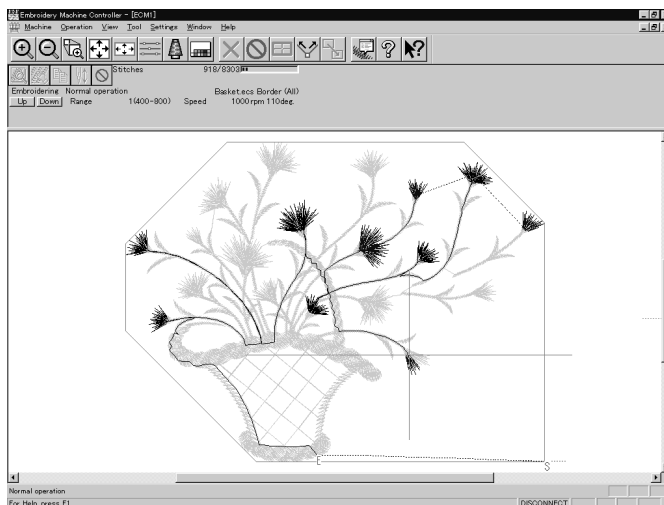 Embroidery Machine Controller - [ECM1]
Machine Operation View Tool Settings Window Help
Stitches 918/8303
Embroidering Normal operation Basket.ecs Border (All)
Up Down Range 1(400~800) Speed 1000rpm 110deg.
E
S
Normal operation
For Help, press F1 DISCONNECT